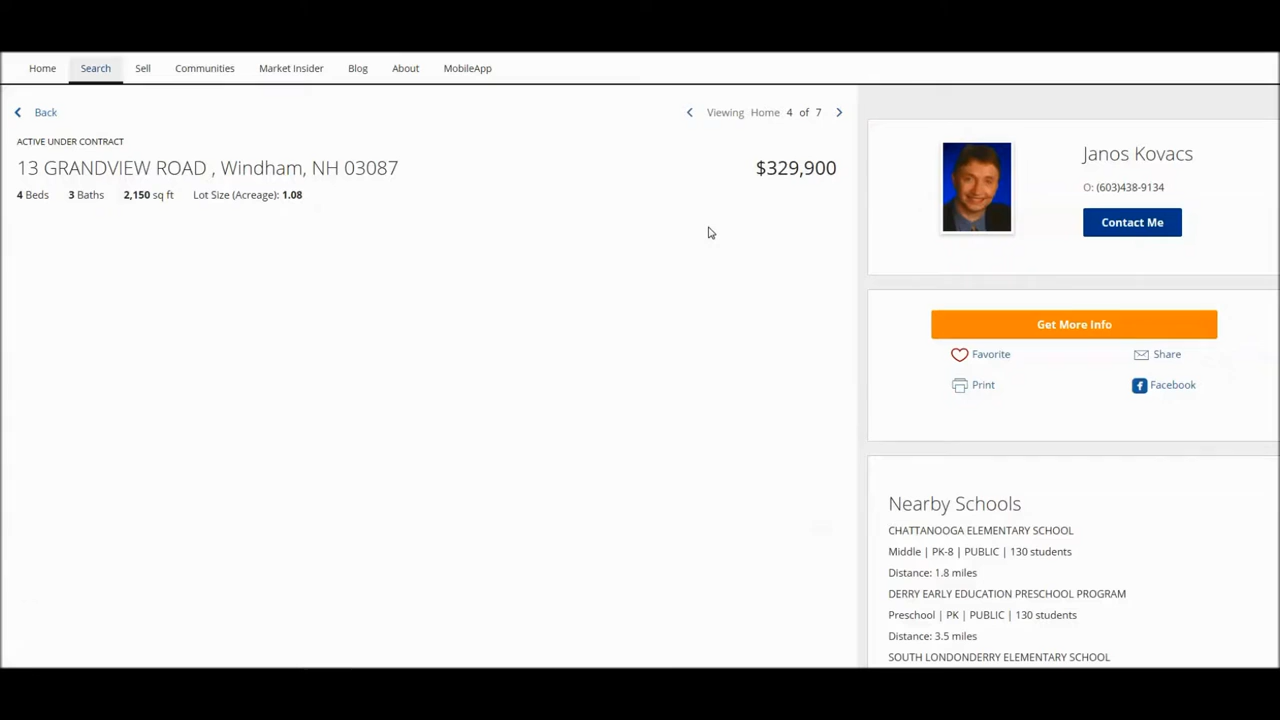 Home Search Sell Communities Market Insider Blog About MobileApp
Back
Viewing Home 4 of 7
ACTIVE UNDER CONTRACT
13 GRANDVIEW ROAD , Windham, NH 03087
$329,900
4 Beds 3 Baths 2,150 sq ft Lot Size (Acreage): 1.08
Janos Kovacs
O: (603)438-9134
Contact Me
Get More Info
Favorite Share
Print Facebook
Nearby Schools
CHATTANOOGA ELEMENTARY SCHOOL
Middle | PK-8 | PUBLIC | 130 students
Distance: 1.8 miles
DERRY EARLY EDUCATION PRESCHOOL PROGRAM
Preschool | PK | PUBLIC | 130 students
Distance: 3.5 miles
SOUTH LONDONDERRY ELEMENTARY SCHOOL